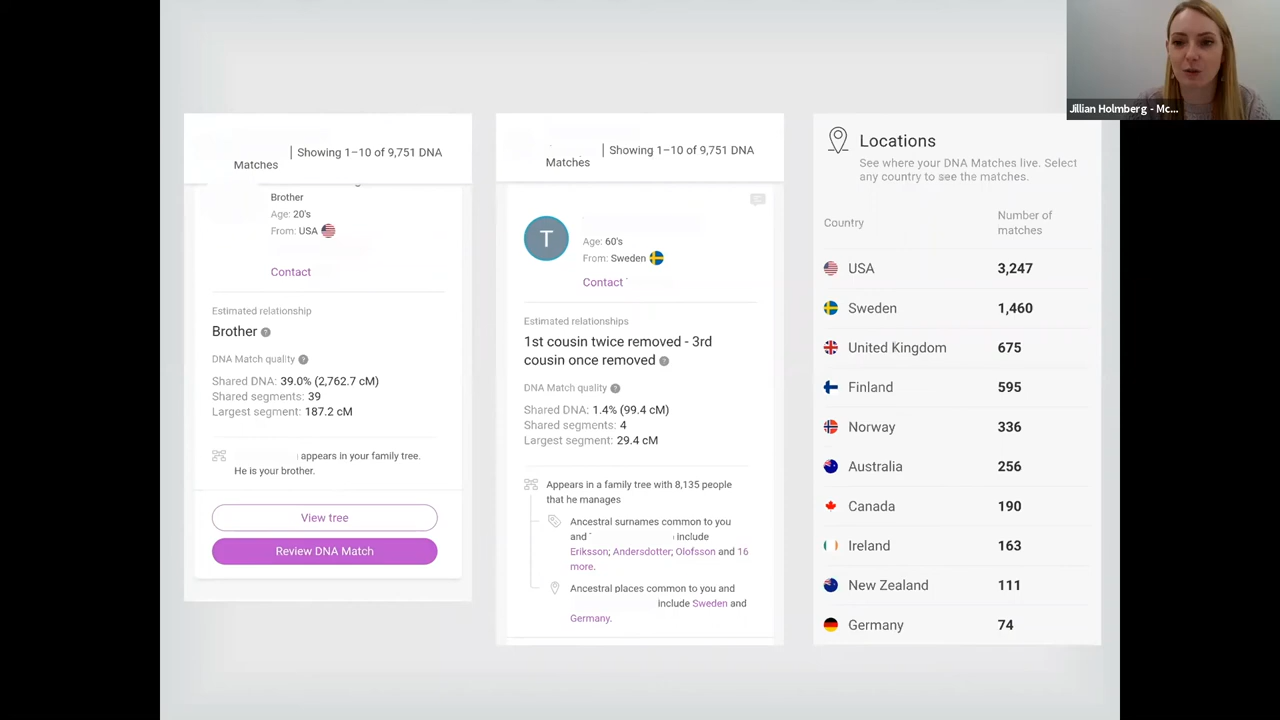 Jillian Holmberg - Mc...
Showing 1–10 of 9,751 DNA
Matches
Brother
Age: 20's
From: USA
Contact
Estimated relationship
Brother
DNA Match quality
Shared DNA: 39.0% (2,762.7 cM)
Shared segments: 39
Largest segment: 187.2 cM
appears in your family tree.
He is your brother.
View tree
Review DNA Match
Showing 1–10 of 9,751 DNA
Matches
T
Age: 60's
From: Sweden
Contact
Estimated relationships
1st cousin twice removed - 3rd
cousin once removed
DNA Match quality
Shared DNA: 1.4% (99.4 cM)
Shared segments: 4
Largest segment: 29.4 cM
Appears in a family tree with 8,135 people
that he manages
Ancestral surnames common to you
and include
Eriksson; Andersdotter; Olofsson and 16
more.
Ancestral places common to you and
include Sweden and
Germany.
Locations
See where your DNA Matches live. Select
any country to see the matches.
Country Number of
matches
USA 3,247
Sweden 1,460
United Kingdom 675
Finland 595
Norway 336
Australia 256
Canada 190
Ireland 163
New Zealand 111
Germany 74